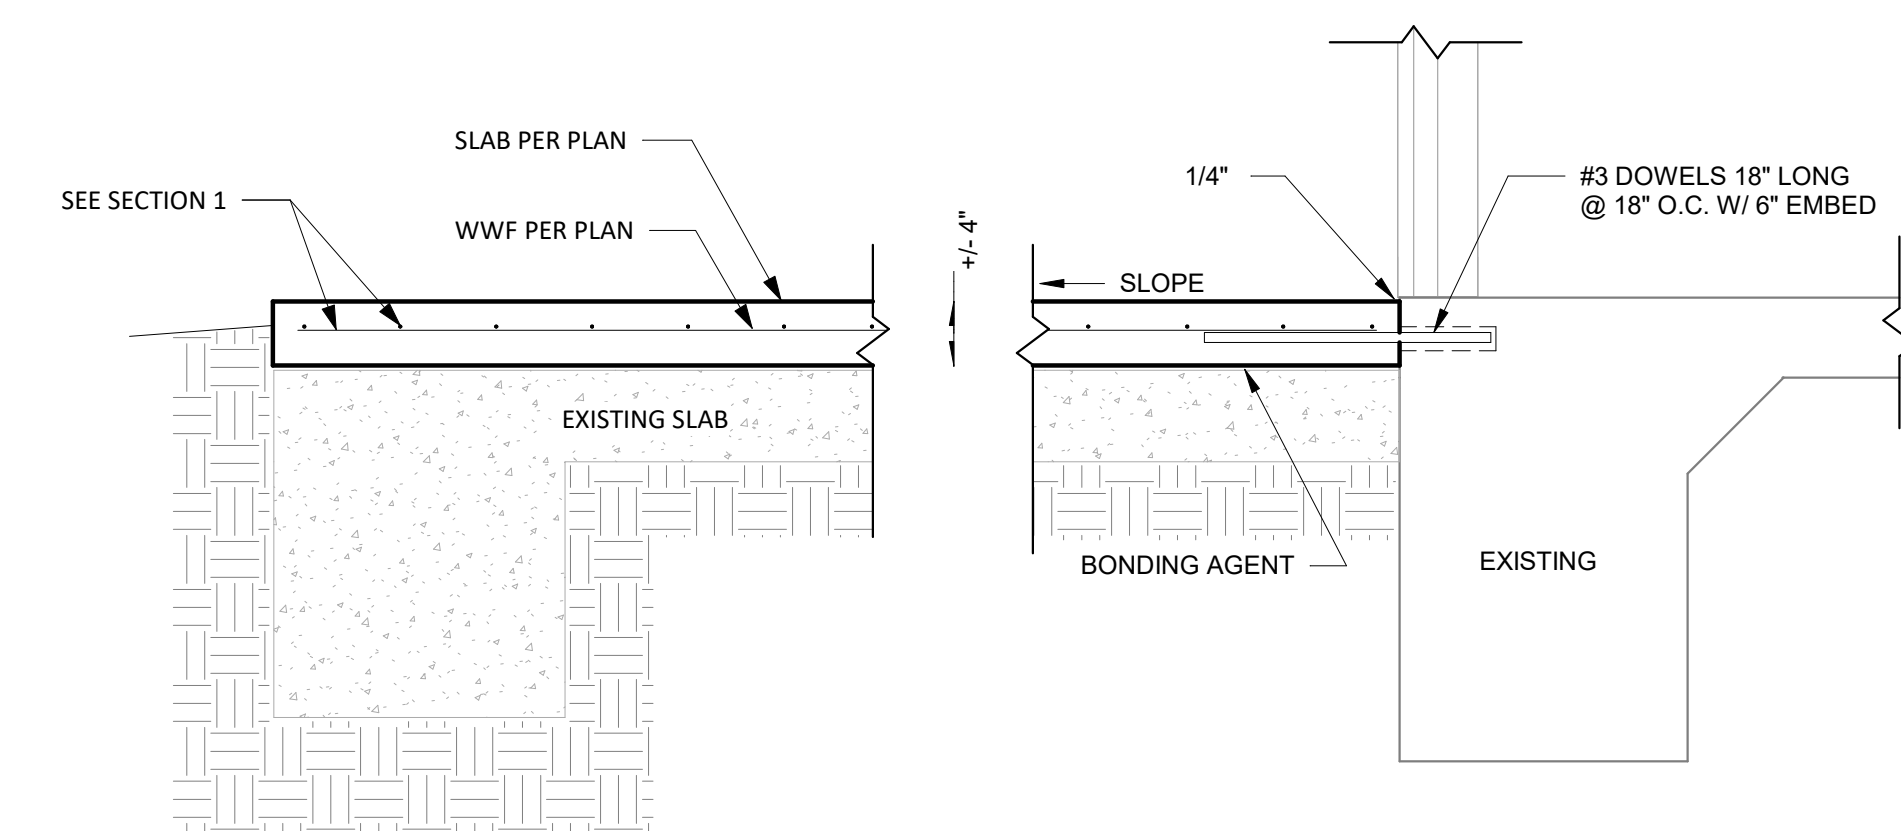 SLAB PER PLAN
SEE SECTION 1
WWF PER PLAN
+/- 4"
1/4"
#3 DOWELS 18" LONG
@ 18" O.C. W/ 6" EMBED
SLOPE
EXISTING SLAB
BONDING AGENT
EXISTING